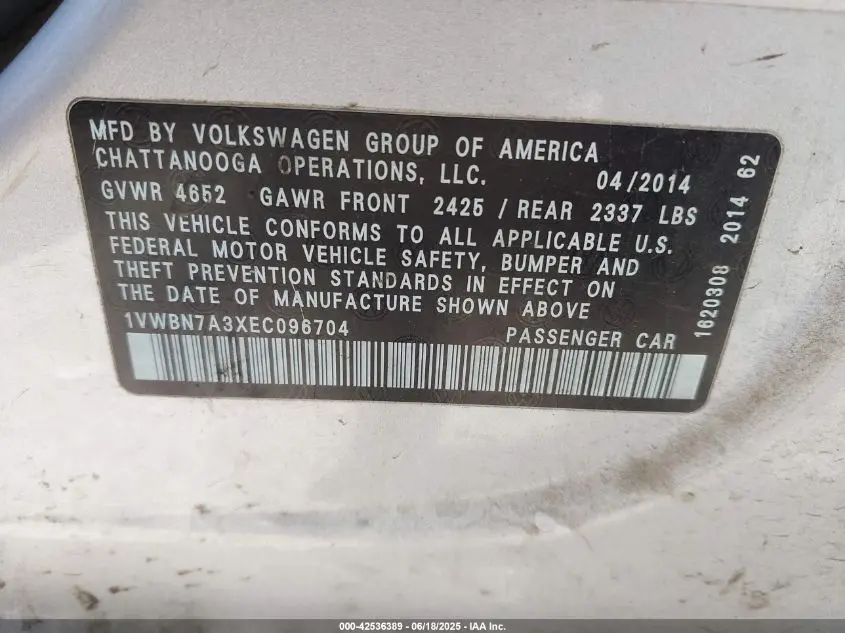 MFD BY VOLKSWAGEN GROUP OF AMERICA
CHATTANOOGA OPERATIONS, LLC. 04/2014
GVWR 4652 GAWR FRONT 2425 / REAR 2337 LBS
THIS VEHICLE CONFORMS TO ALL APPLICABLE U.S.
FEDERAL MOTOR VEHICLE SAFETY, BUMPER AND
THEFT PREVENTION STANDARDS IN EFFECT ON
THE DATE OF MANUFACTURE SHOWN ABOVE
1VWBN7A3XEC096704 PASSENGER CAR
1620308 2014 62
000-42536389 - 06/18/2025 - IAA Inc.